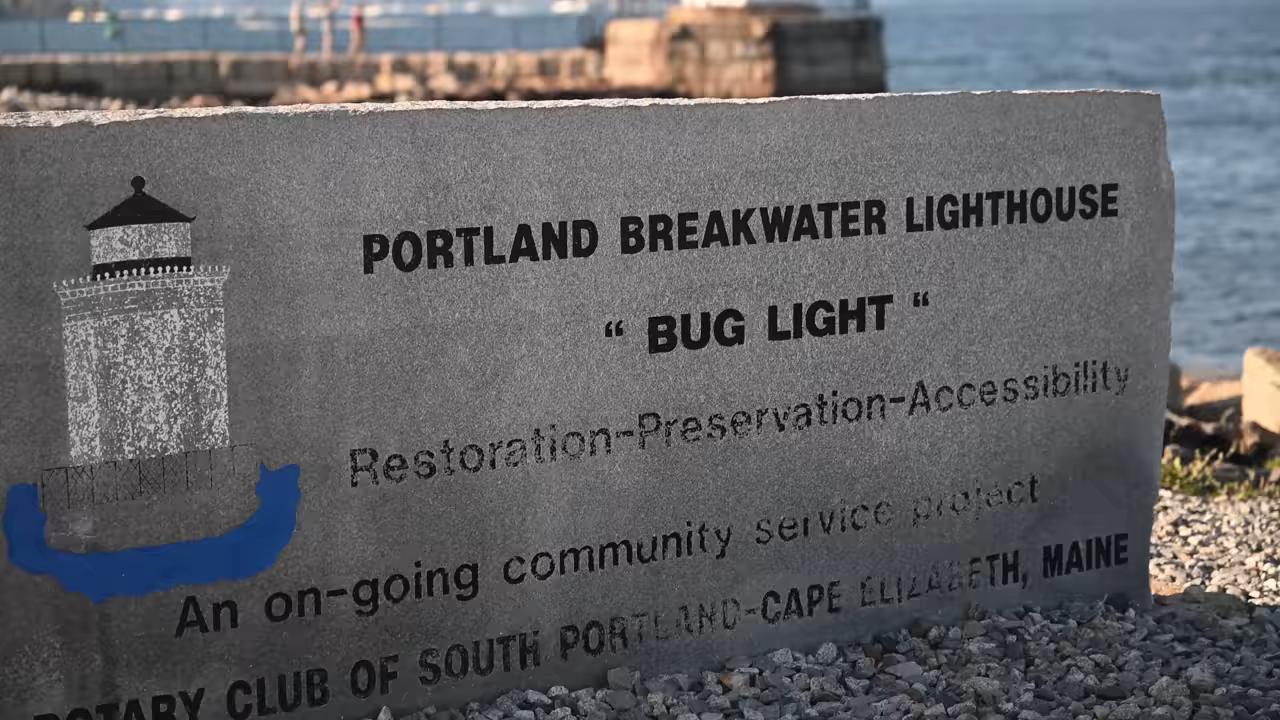 PORTLAND BREAKWATER LIGHTHOUSE
“ BUG LIGHT “
Restoration-Preservation-Accessibility
An on-going community service project
ROTARY CLUB OF SOUTH PORTLAND-CAPE ELIZABETH, MAINE